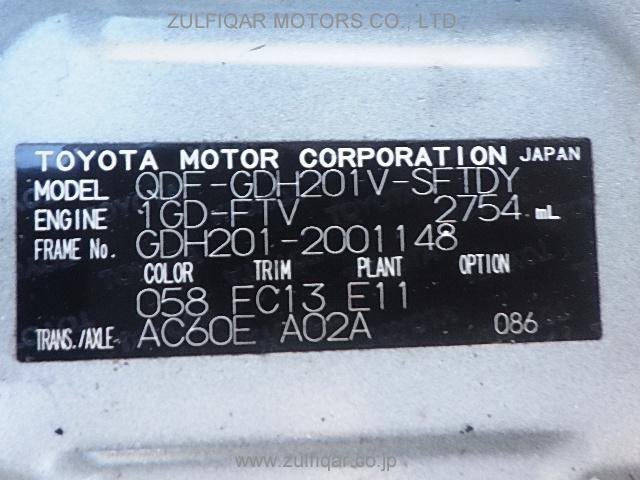 ZULFIQAR MOTORS CO., LTD
TOYOTA MOTOR CORPORATION JAPAN
MODEL QDF-GDH201V-SFTDY
ENGINE 1GD-FTV 2754 mL
FRAME No. GDH201-2001148
COLOR TRIM PLANT OPTION
058 FC13 E11
TRANS./AXLE AC60E A02A 086
www.zulfiqar.co.jp